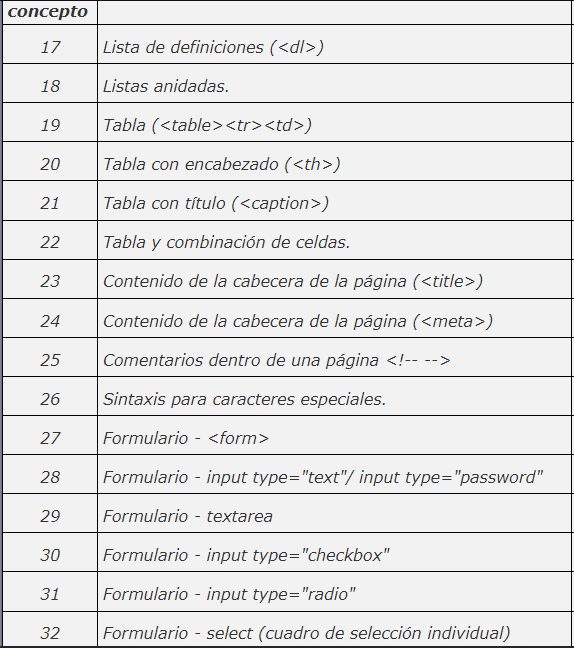 concepto
17 Lista de definiciones (<dl>)
18 Listas anidadas.
19 Tabla (<table><tr><td>)
20 Tabla con encabezado (<th>)
21 Tabla con título (<caption>)
22 Tabla y combinación de celdas.
23 Contenido de la cabecera de la página (<title>)
24 Contenido de la cabecera de la página (<meta>)
25 Comentarios dentro de una página <!-- -->
26 Sintaxis para caracteres especiales.
27 Formulario - <form>
28 Formulario - input type="text"/ input type="password"
29 Formulario - textarea
30 Formulario - input type="checkbox"
31 Formulario - input type="radio"
32 Formulario - select (cuadro de selección individual)